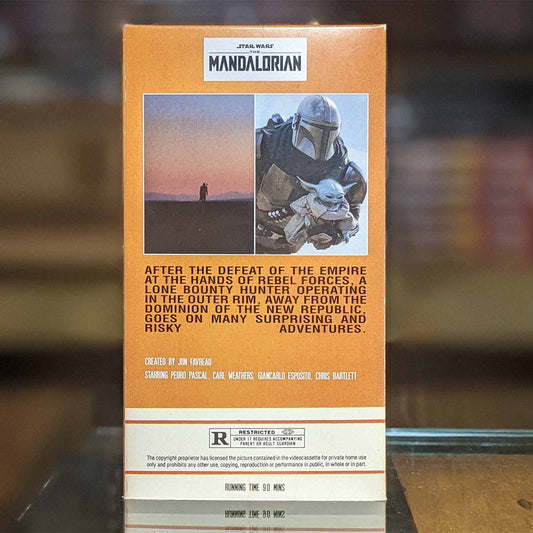 STAR WARS
THE
MANDALORIAN
AFTER THE DEFEAT OF THE EMPIRE
AT THE HANDS OF REBEL FORCES, A
LONE BOUNTY HUNTER OPERATING
IN THE OUTER RIM, AWAY FROM THE
DOMINION OF THE NEW REPUBLIC,
GOES ON MANY SURPRISING AND
RISKY ADVENTURES.
CREATED BY JON FAVREAU
STARRING PEDRO PASCAL, CARL WEATHERS, GIANCARLO ESPOSITO, CHRIS BARTLETT
R
RESTRICTED
UNDER 17 REQUIRES ACCOMPANYING
PARENT OR ADULT GUARDIAN
The copyright proprietor has licensed the picture contained in the videocassette for private home use
only and prohibits any other use, copying, reproduction or performance in public, in whole or in part.
RUNNING TIME 90 MINS